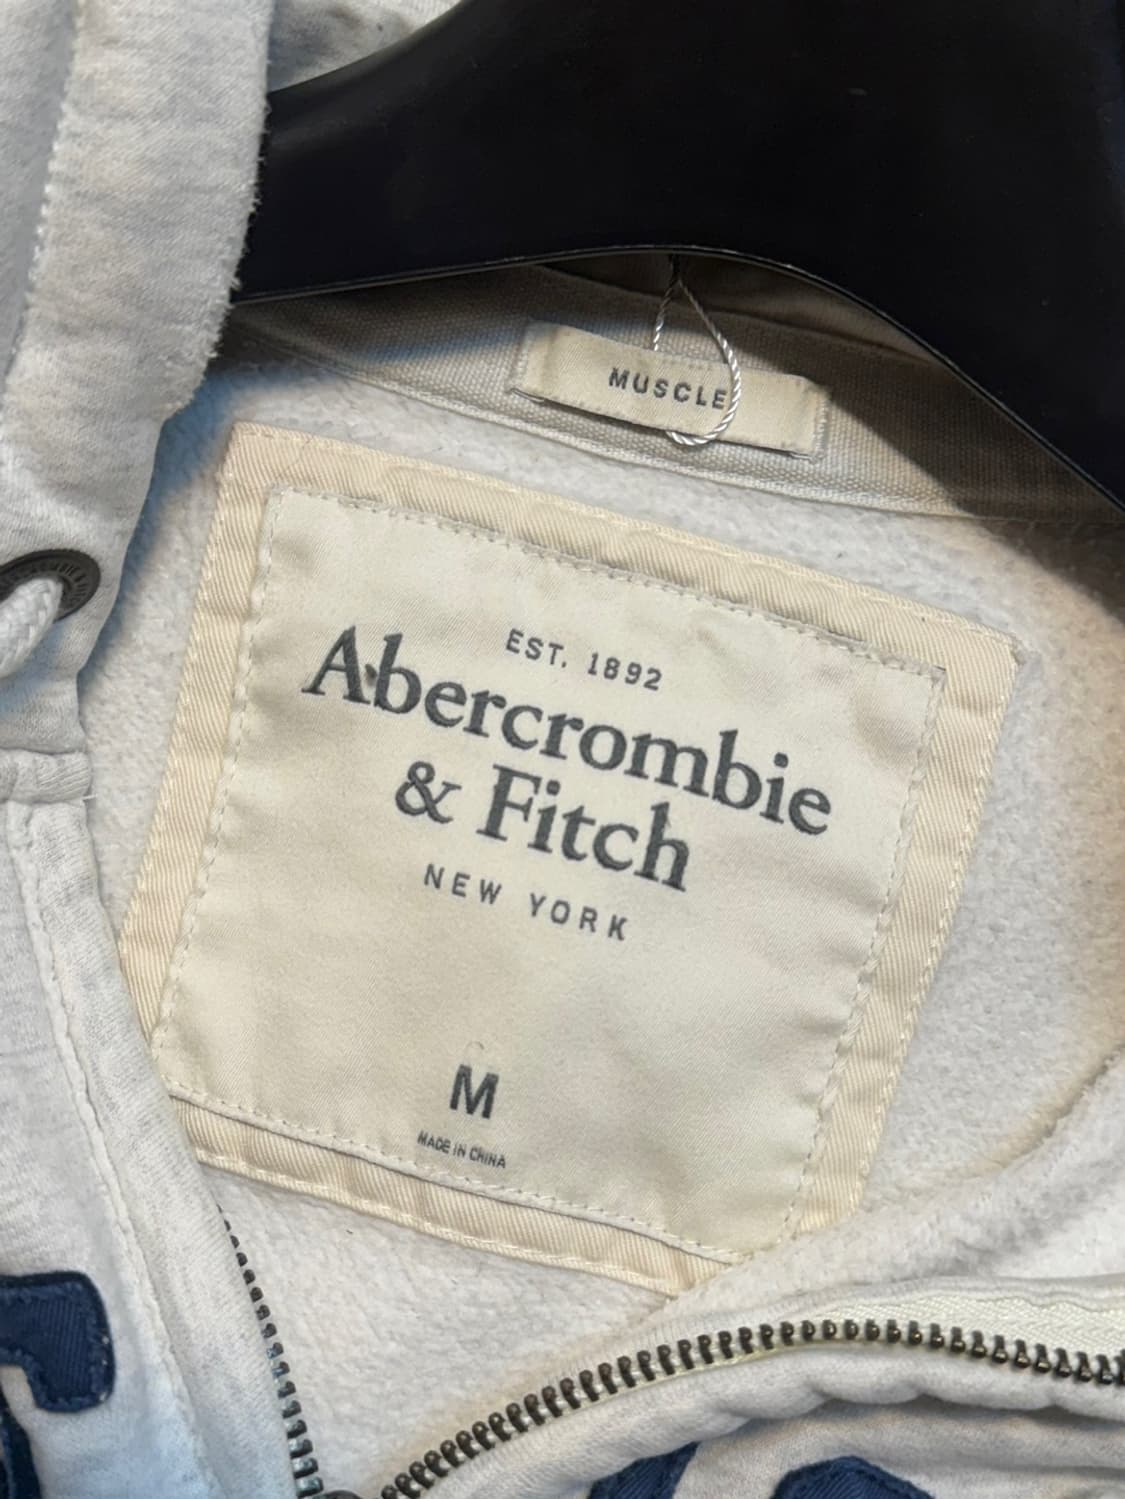 MUSCLE
EST. 1892
Abercrombie
& Fitch
NEW YORK
M
MADE IN CHINA